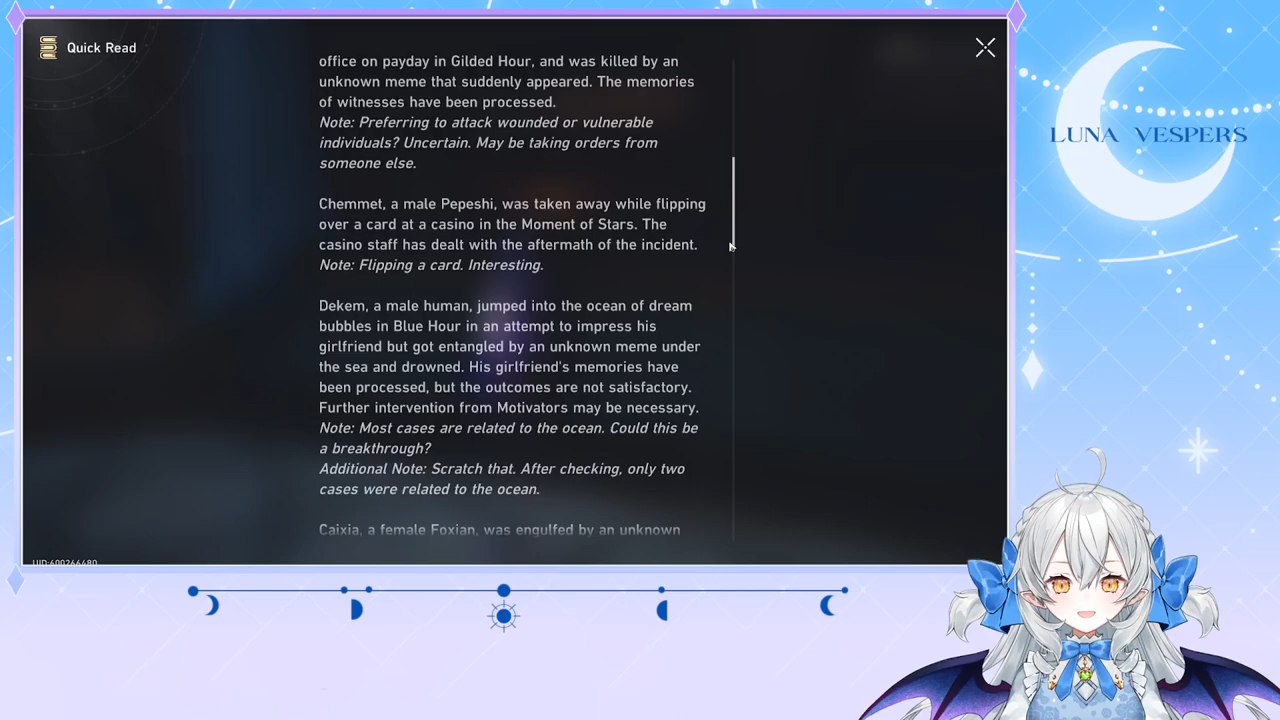 Quick Read
office on payday in Gilded Hour, and was killed by an
unknown meme that suddenly appeared. The memories
of witnesses have been processed.
Note: Preferring to attack wounded or vulnerable
individuals? Uncertain. May be taking orders from
someone else.
Chemmet, a male Pepeshi, was taken away while flipping
over a card at a casino in the Moment of Stars. The
casino staff has dealt with the aftermath of the incident.
Note: Flipping a card. Interesting.
Dekem, a male human, jumped into the ocean of dream
bubbles in Blue Hour in an attempt to impress his
girlfriend but got entangled by an unknown meme under
the sea and drowned. His girlfriend's memories have
been processed, but the outcomes are not satisfactory.
Further intervention from Motivators may be necessary.
Note: Most cases are related to the ocean. Could this be
a breakthrough?
Additional Note: Scratch that. After checking, only two
cases were related to the ocean.
Caixia, a female Foxian, was engulfed by an unknown
UID:600266480
LUNA VESPERS